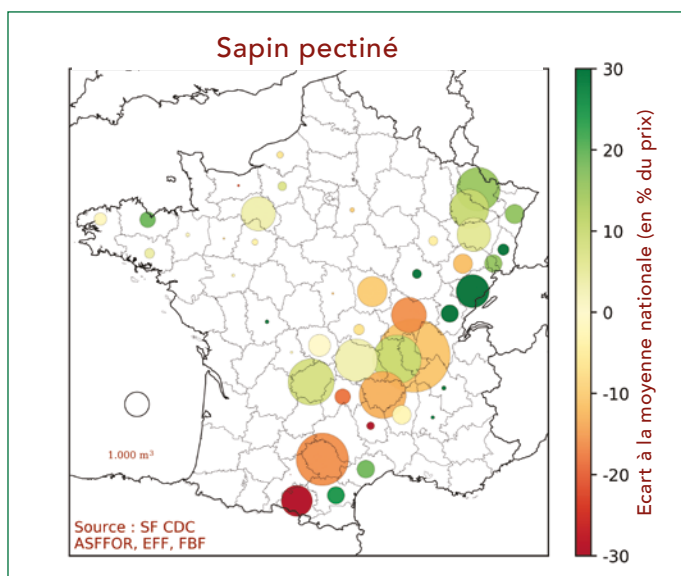 Sapin pectiné
30
20
10
0
-10
-20
-30
Ecart à la moyenne nationale (en % du prix)
1.000 m³
Source : SF CDC
ASFFOR, EFF, FBF